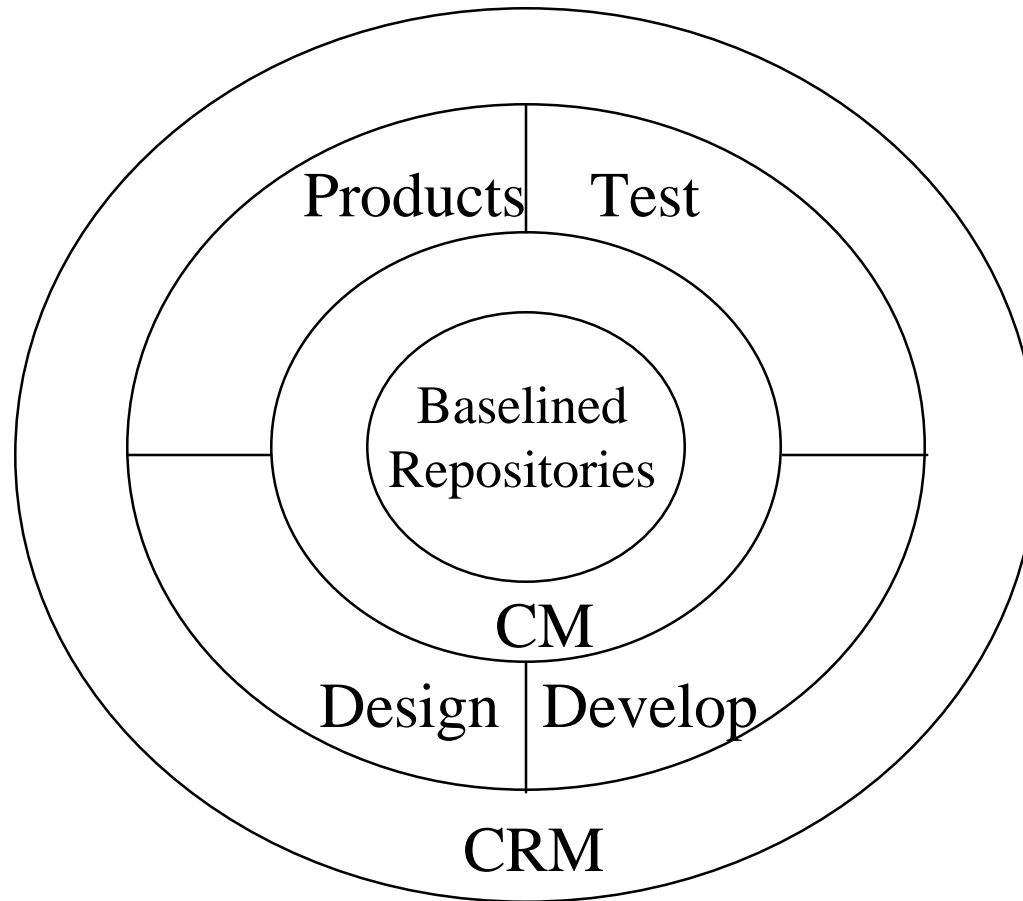 Products
Test
Baselined
Repositories
CM
Design
Develop
CRM